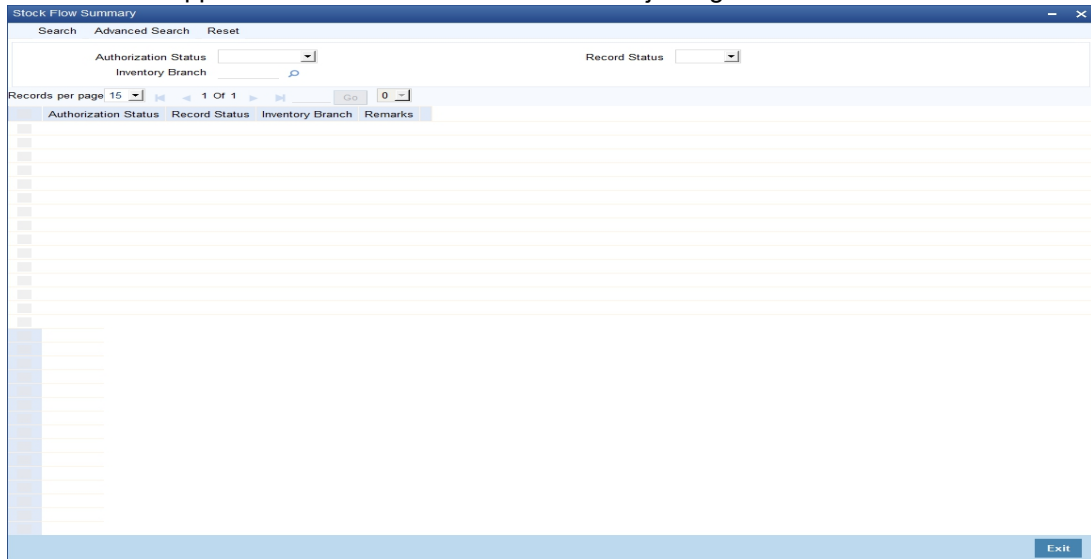 Stock Flow Summary
Search Advanced Search Reset
Authorization Status Record Status
Inventory Branch
Records per page 15 1 Of 1 Go 0
Authorization Status Record Status Inventory Branch Remarks
Exit